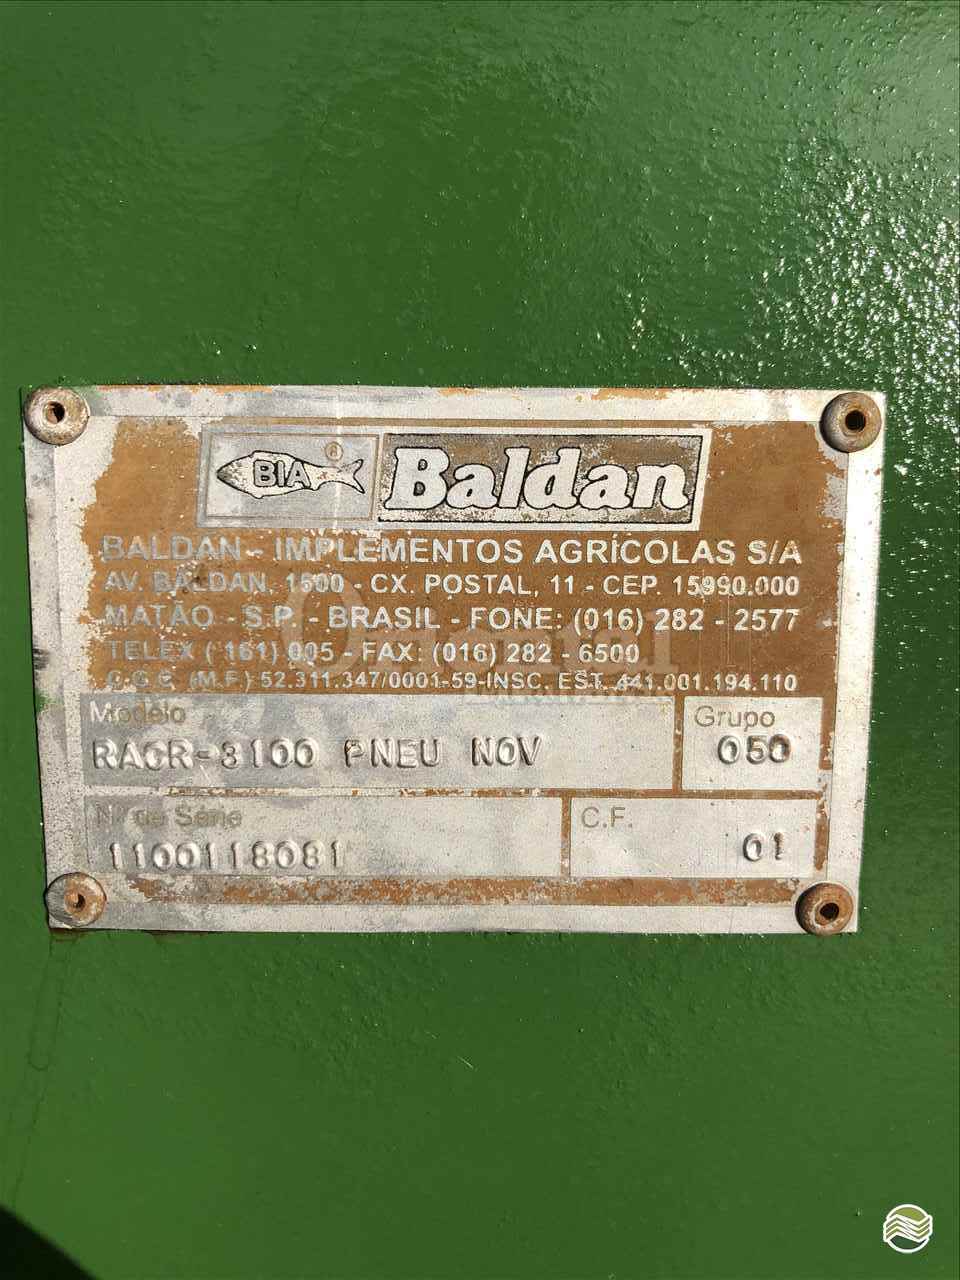 BIA ® Baldan
BALDAN - IMPLEMENTOS AGRÍCOLAS S/A
AV. BALDAN, 1500 - CX. POSTAL, 11 - CEP. 15990.000
MATÃO - S.P. - BRASIL - FONE: (016) 282 - 2577
TELEX (161) 005 - FAX: (016) 282 - 6500
C.G.C. (M.F.) 52.311.347/0001-59-INSC. EST. 441.001.194.110
Modelo Grupo
RACR-3100 PNEU NOV 050
Nº de Série C.F.
1100118081 01